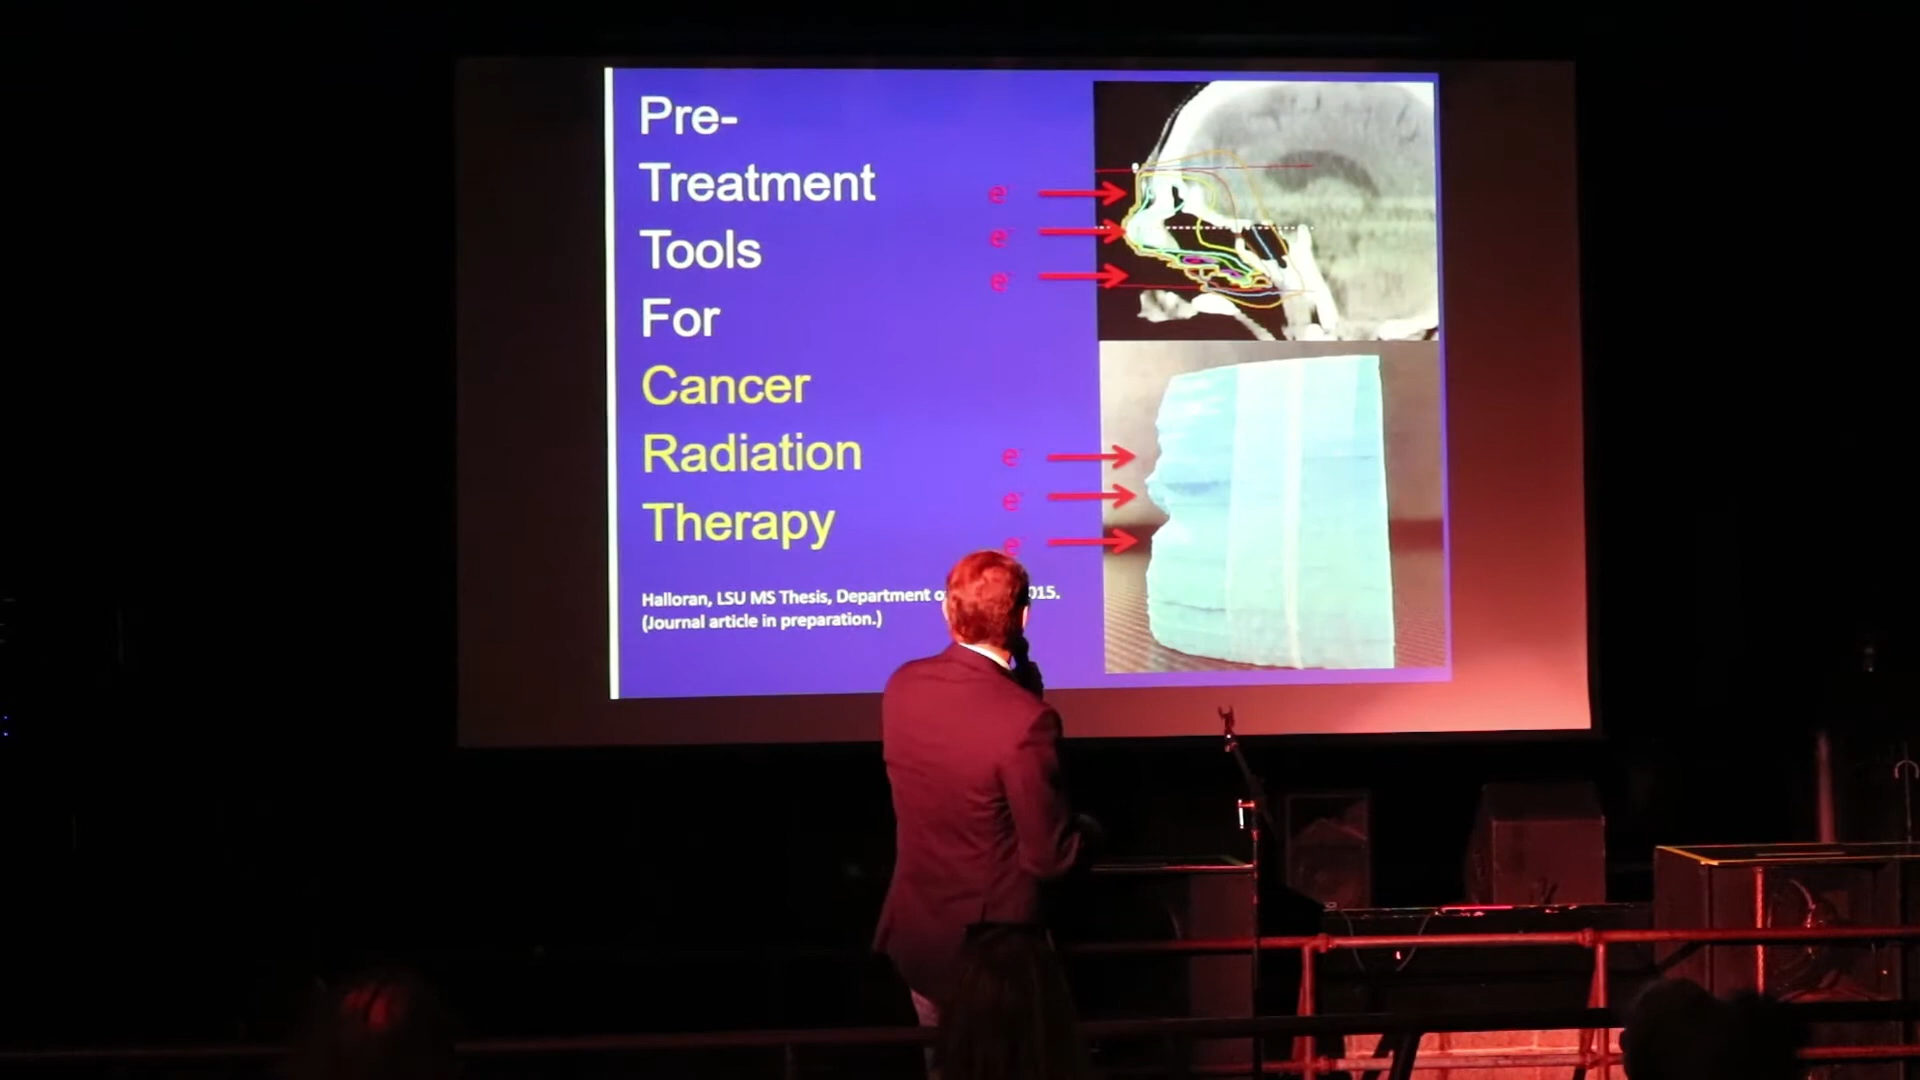 Pre-
Treatment
Tools
For
Cancer
Radiation
Therapy
e⁻
e⁻
e⁻
e⁻
e⁻
e⁻
Halloran, LSU MS Thesis, Department 015.
(Journal article in preparation.)